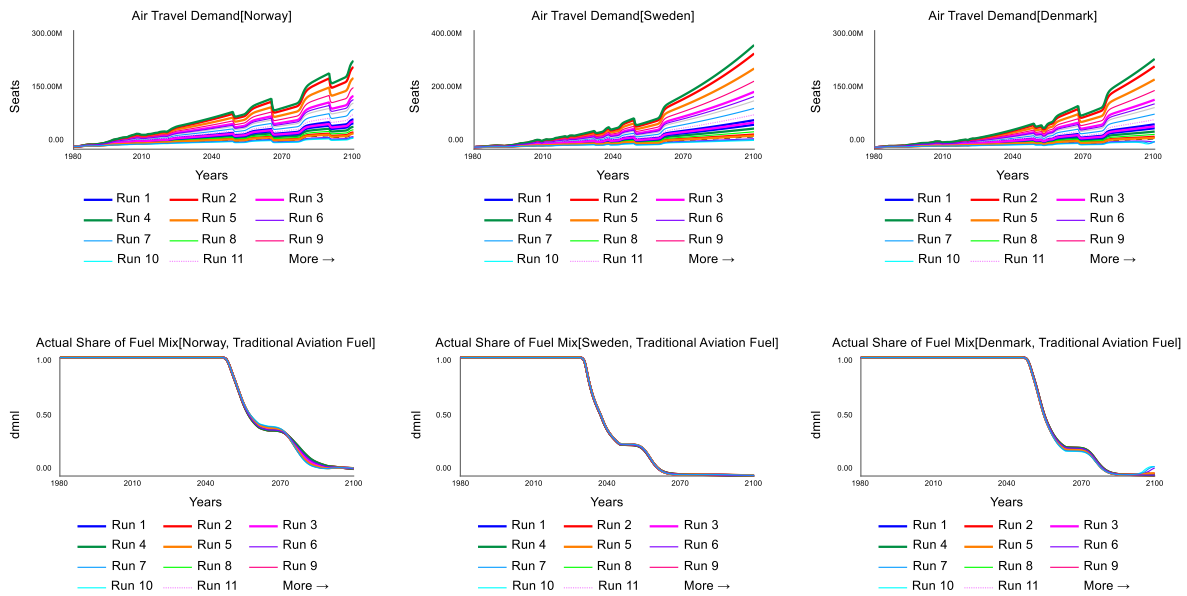 Air Travel Demand[Norway]
300.00M
150.00M
0.00
Seats
1980 2010 2040 2070 2100
Years
Run 1 Run 2 Run 3
Run 4 Run 5 Run 6
Run 7 Run 8 Run 9
Run 10 Run 11 More →
Air Travel Demand[Sweden]
400.00M
200.00M
0.00
Seats
1980 2010 2040 2070 2100
Years
Run 1 Run 2 Run 3
Run 4 Run 5 Run 6
Run 7 Run 8 Run 9
Run 10 Run 11 More →
Air Travel Demand[Denmark]
300.00M
150.00M
0.00
Seats
1980 2010 2040 2070 2100
Years
Run 1 Run 2 Run 3
Run 4 Run 5 Run 6
Run 7 Run 8 Run 9
Run 10 Run 11 More →
Actual Share of Fuel Mix[Norway, Traditional Aviation Fuel]
1.00
0.50
0.00
dmnl
1980 2010 2040 2070 2100
Years
Run 1 Run 2 Run 3
Run 4 Run 5 Run 6
Run 7 Run 8 Run 9
Run 10 Run 11 More →
Actual Share of Fuel Mix[Sweden, Traditional Aviation Fuel]
1.00
0.50
0.00
dmnl
1980 2010 2040 2070 2100
Years
Run 1 Run 2 Run 3
Run 4 Run 5 Run 6
Run 7 Run 8 Run 9
Run 10 Run 11 More →
Actual Share of Fuel Mix[Denmark, Traditional Aviation Fuel]
1.00
0.50
0.00
dmnl
1980 2010 2040 2070 2100
Years
Run 1 Run 2 Run 3
Run 4 Run 5 Run 6
Run 7 Run 8 Run 9
Run 10 Run 11 More →